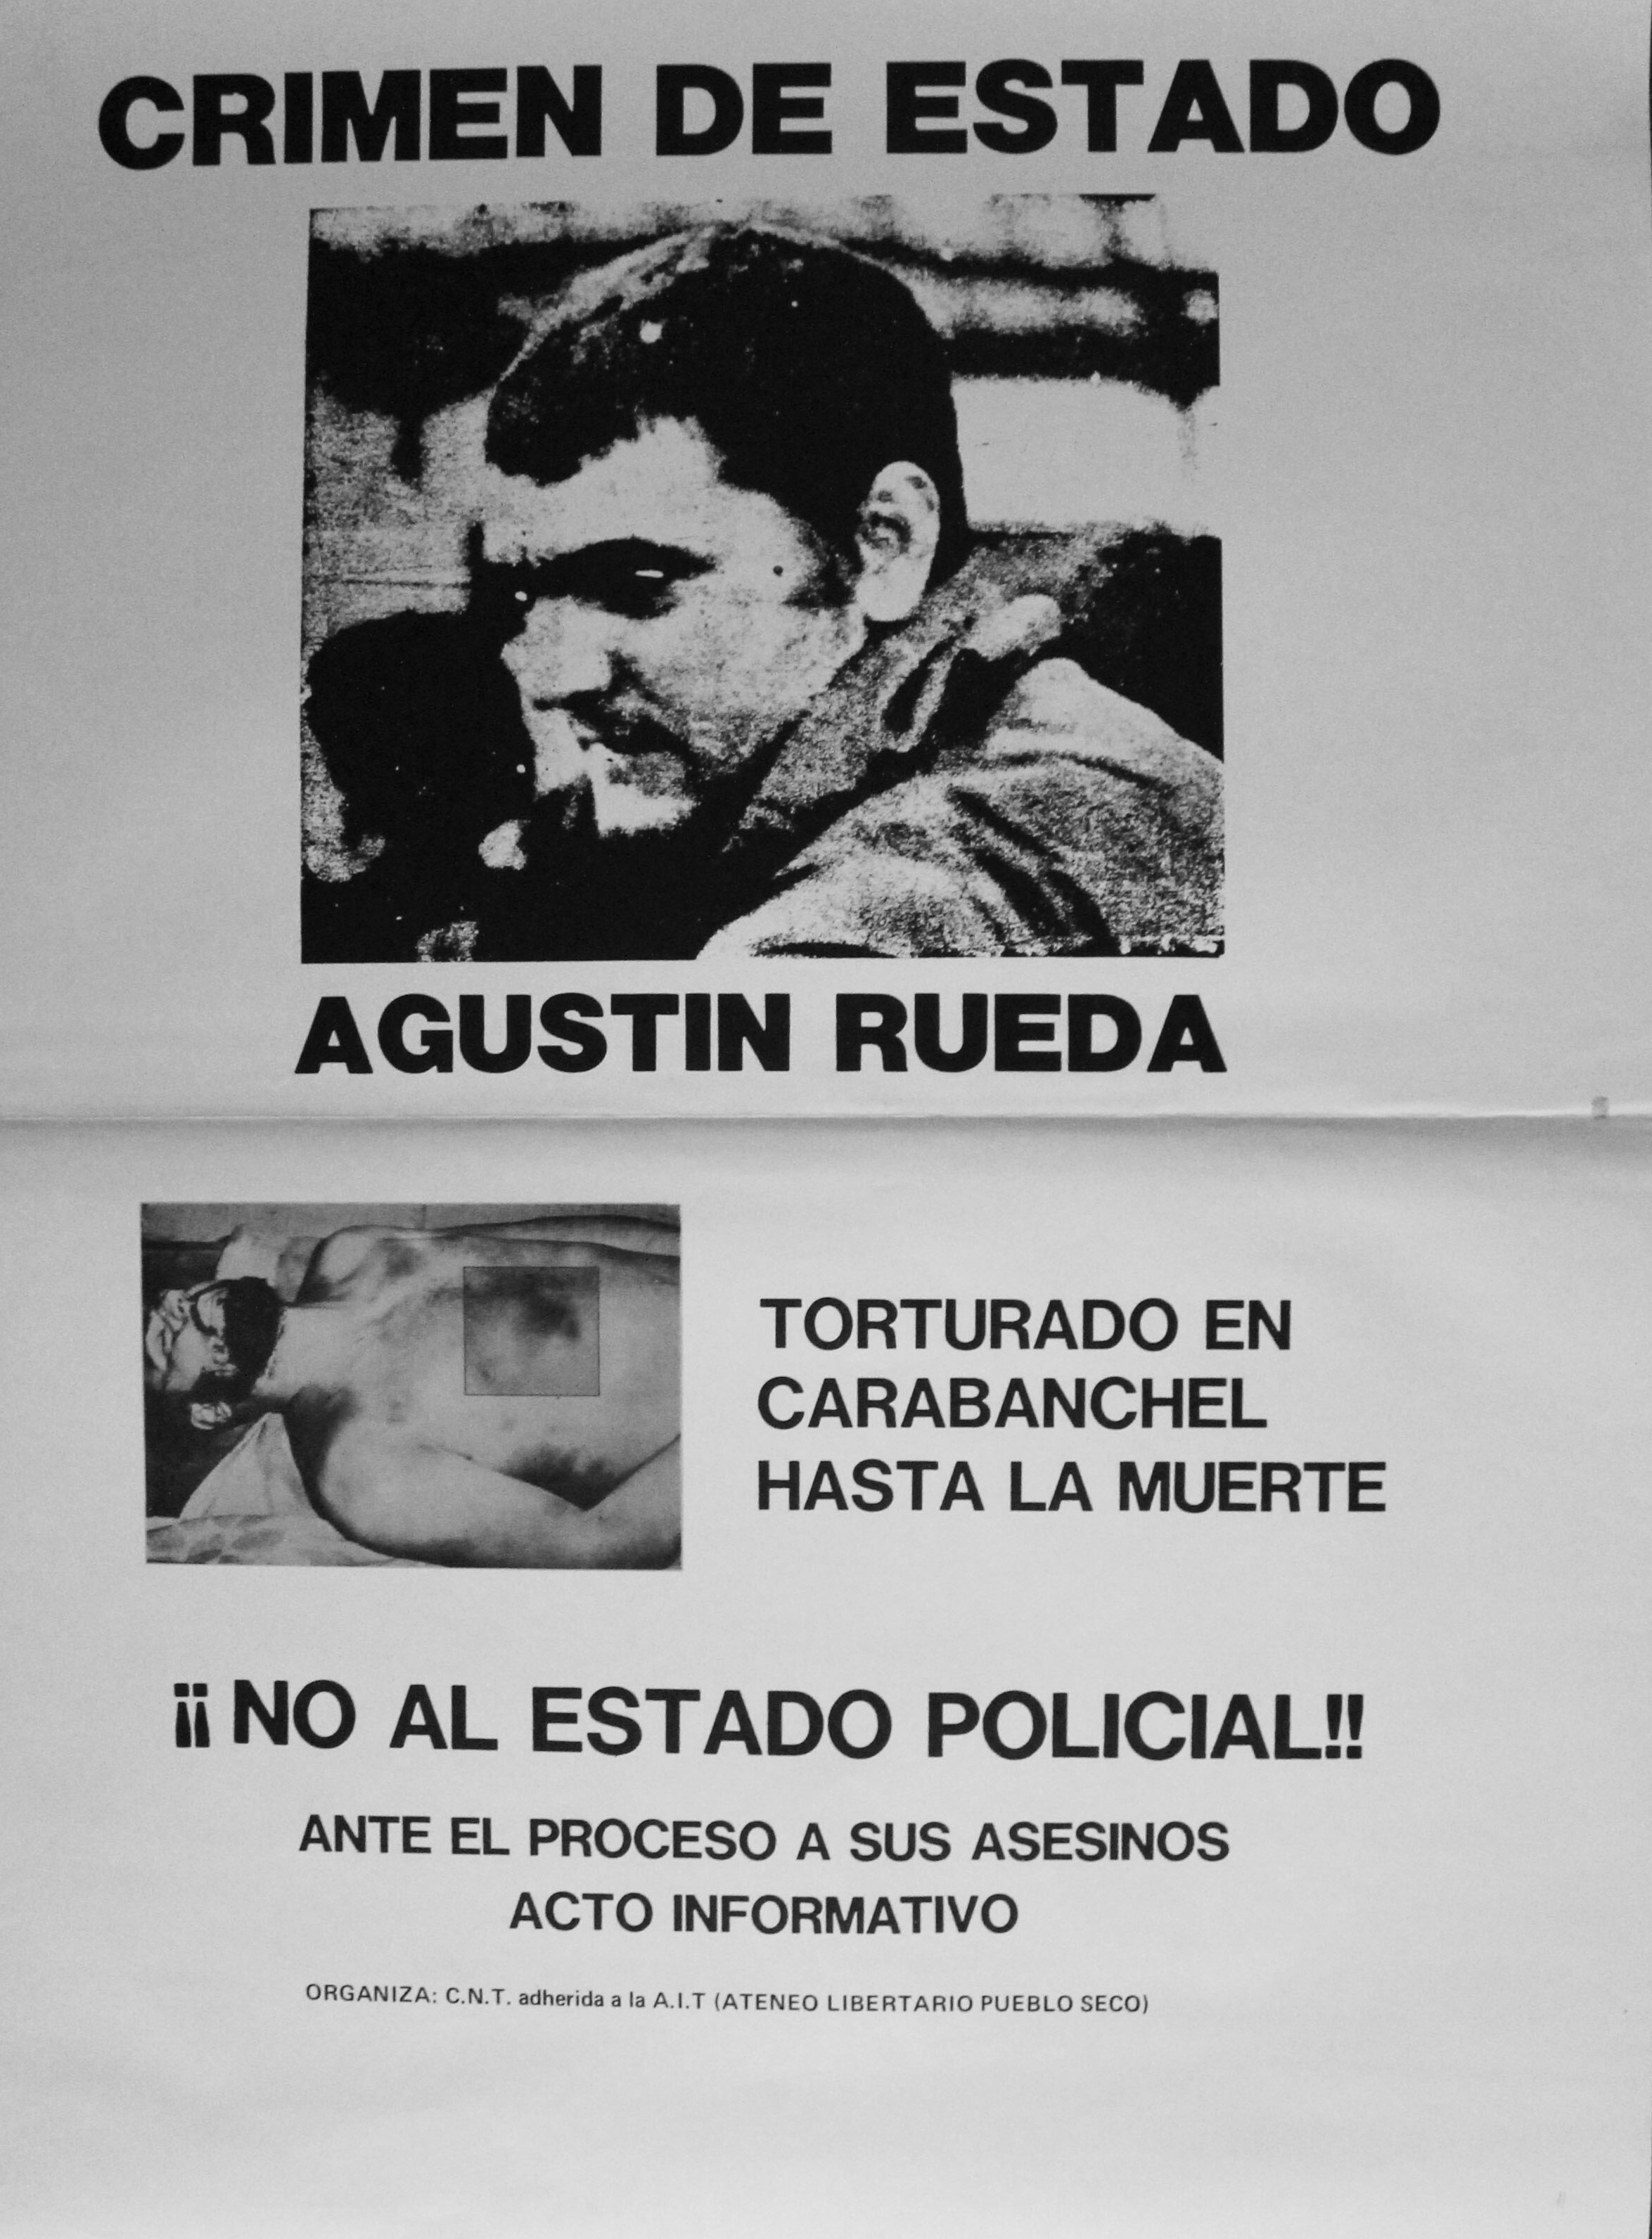 CRIMEN DE ESTADO
AGUSTIN RUEDA
TORTURADO EN
CARABANCHEL
HASTA LA MUERTE
¡¡ NO AL ESTADO POLICIAL!!
ANTE EL PROCESO A SUS ASESINOS
ACTO INFORMATIVO
ORGANIZA: C.N.T. adherida a la A.I.T (ATENEO LIBERTARIO PUEBLO SECO)